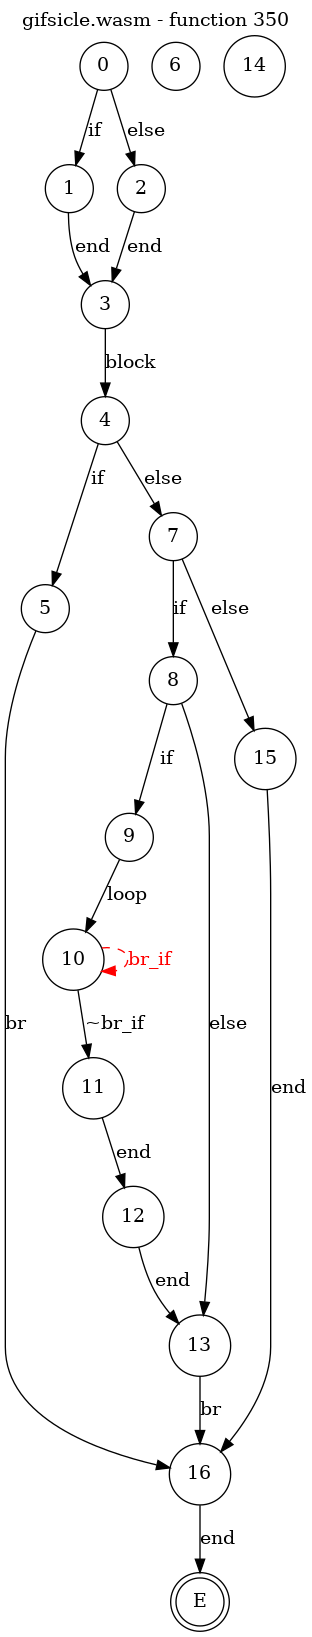 gifsicle.wasm - function 350
0 6 14
if else
1 2
end end
3
block
4
if else
7
if else
5
8
15
if
9
loop
10 br_if
br ~br_if else end
11
end
12
end
13
br
16
end
E